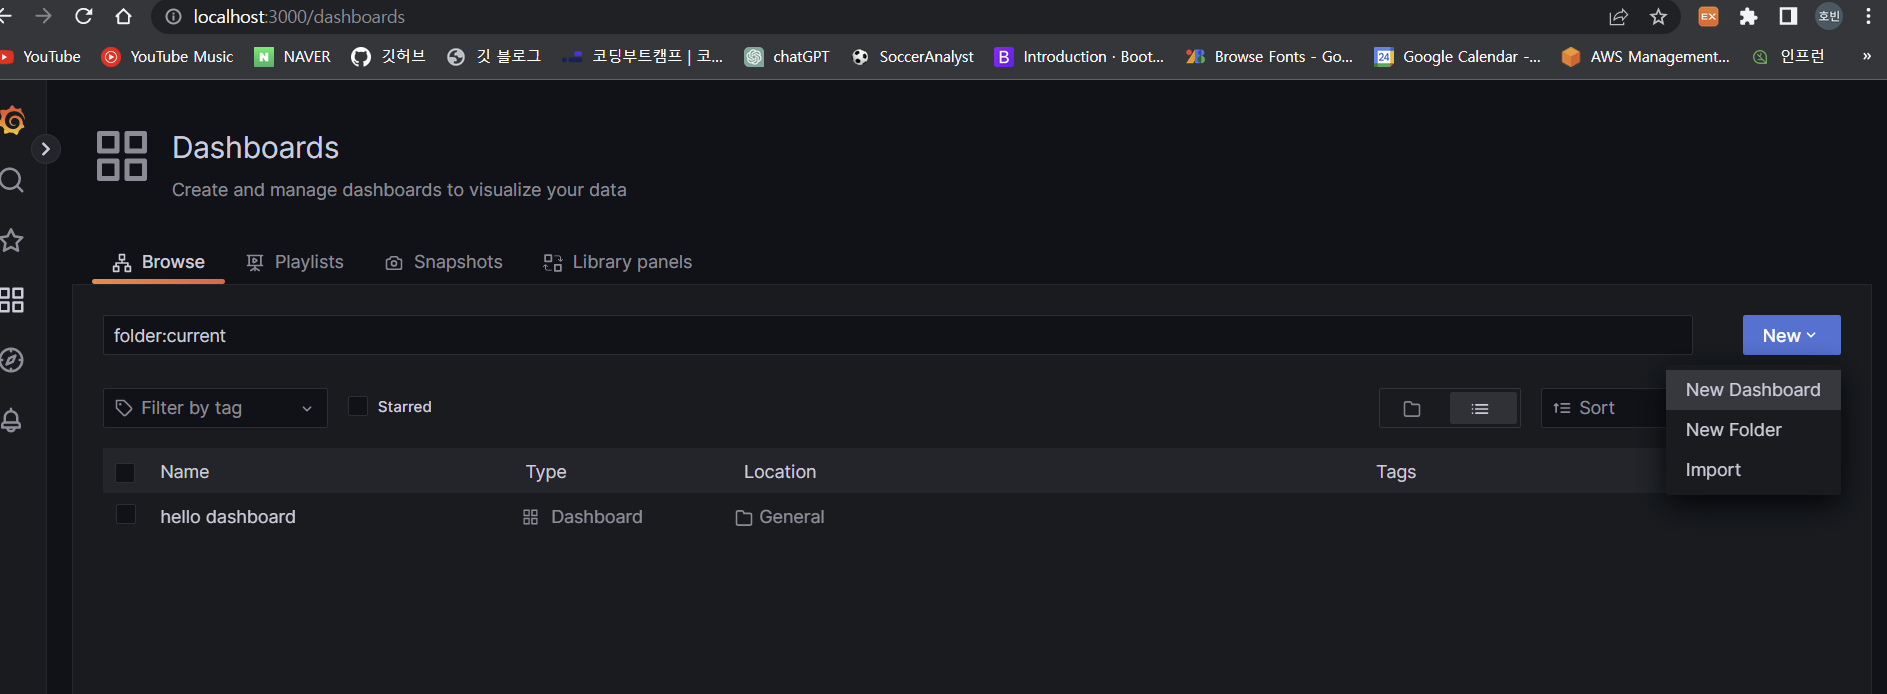 localhost:3000/dashboards
EX
호빈
YouTube YouTube Music N NAVER 깃허브 깃 블로그 코딩부트캠프 | 코... chatGPT SoccerAnalyst B Introduction · Boot... Browse Fonts - Go... 24 Google Calendar -... AWS Management... 인프런 »
Dashboards
Create and manage dashboards to visualize your data
Browse Playlists Snapshots Library panels
folder:current
New
Filter by tag Starred Sort
New Dashboard
New Folder
Import
Name Type Location Tags
hello dashboard Dashboard General